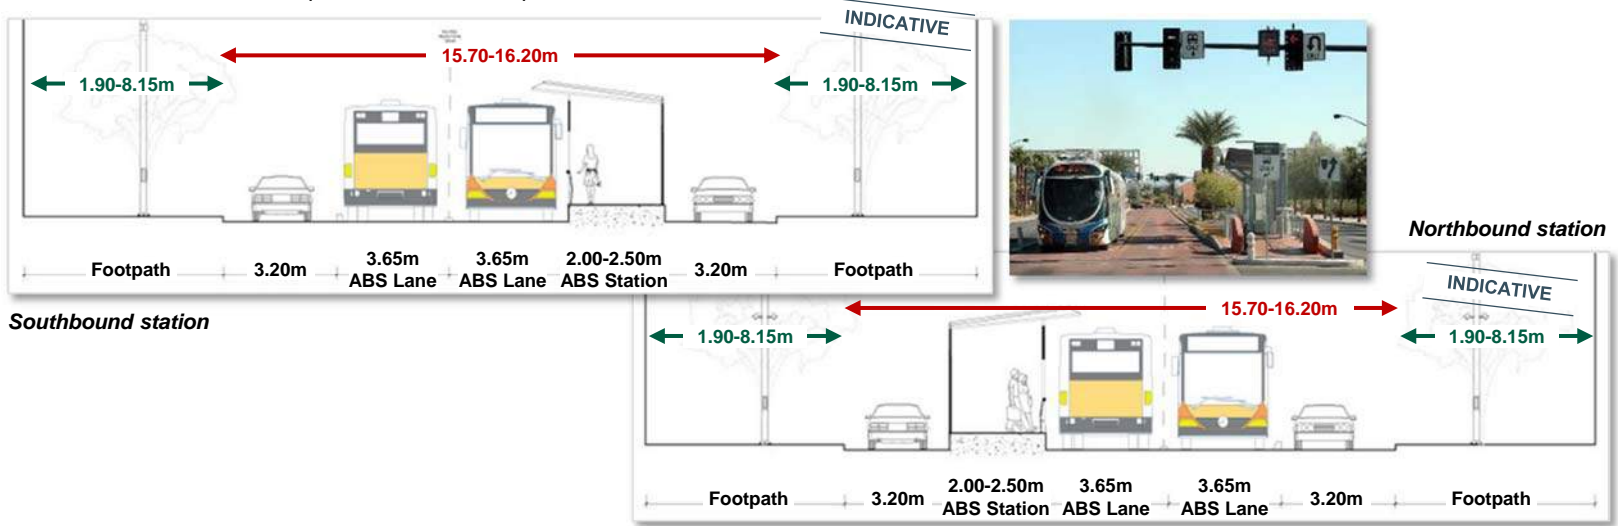 INDICATIVE
15.70-16.20m
1.90-8.15m
1.90-8.15m
Footpath
3.20m
3.65m
ABS Lane
3.65m
ABS Lane
2.00-2.50m
ABS Station
3.20m
Footpath
Southbound station
Northbound station
INDICATIVE
15.70-16.20m
1.90-8.15m
1.90-8.15m
Footpath
3.20m
2.00-2.50m
ABS Station
3.65m
ABS Lane
3.65m
ABS Lane
3.20m
Footpath